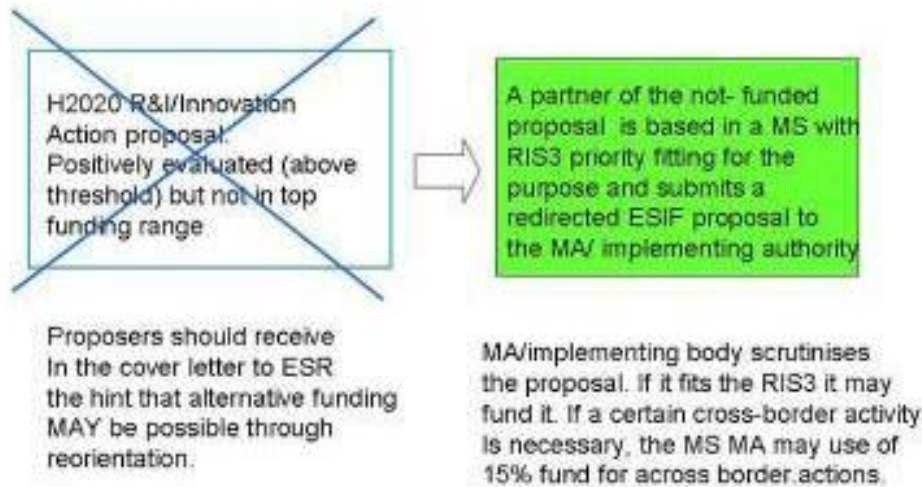 H2020 R&I/Innovation
Action proposal.
Positively evaluated (above
threshold) but not in top
funding range
A partner of the not- funded
proposal is based in a MS with
RIS3 priority fitting for the
purpose and submits a
redirected ESIF proposal to
the MA/ implementing authority
Proposers should receive
In the cover letter to ESR
the hint that alternative funding
MAY be possible through
reorientation.
MA/implementing body scrutinises
the proposal. If it fits the RIS3 it may
fund it. If a certain cross-border activity
Is necessary, the MS MA may use of
15% fund for across border.actions.